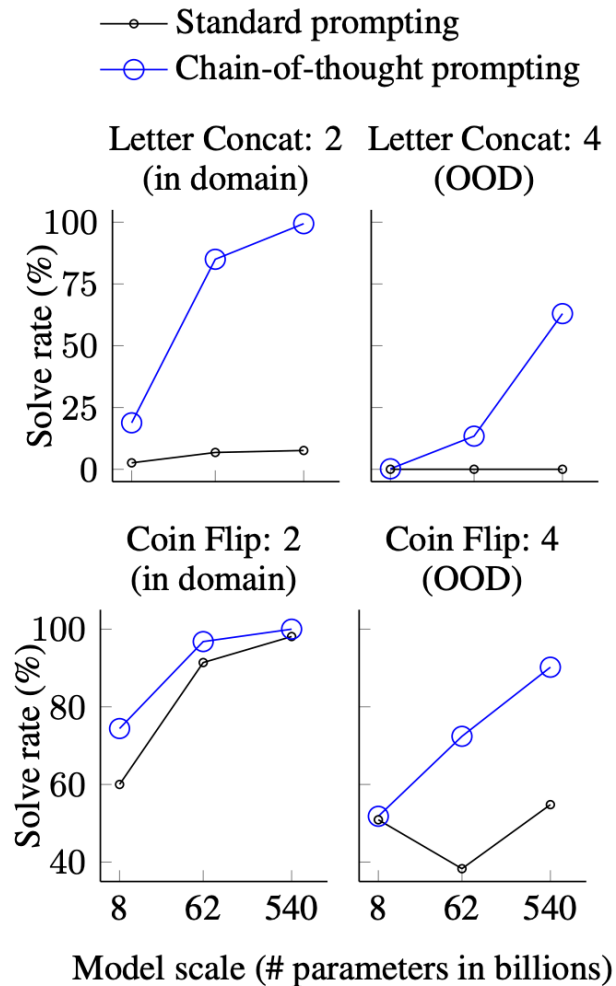 Standard prompting
Chain-of-thought prompting
Letter Concat: 2
(in domain)
Letter Concat: 4
(OOD)
Solve rate (%)
100
75
50
25
0
Coin Flip: 2
(in domain)
Coin Flip: 4
(OOD)
Solve rate (%)
100
80
60
40
8 62 540
8 62 540
Model scale (# parameters in billions)